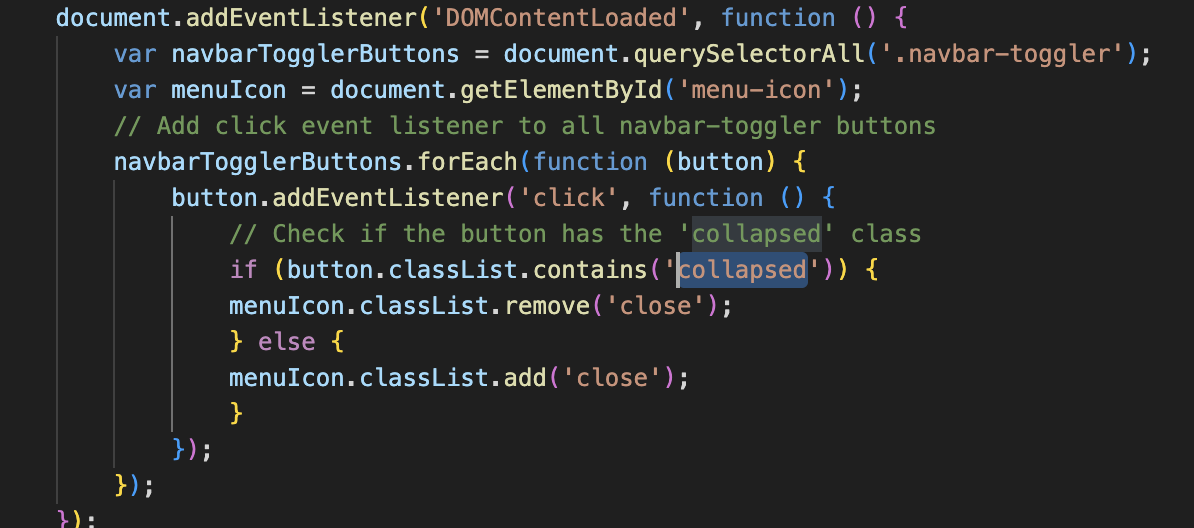 document.addEventListener('DOMContentLoaded', function () {
var navbarTogglerButtons = document.querySelectorAll('.navbar-toggler');
var menuIcon = document.getElementById('menu-icon');
// Add click event listener to all navbar-toggler buttons
navbarTogglerButtons.forEach(function (button) {
button.addEventListener('click', function () {
// Check if the button has the 'collapsed' class
if (button.classList.contains('collapsed')) {
menuIcon.classList.remove('close');
} else {
menuIcon.classList.add('close');
}
});
});
});